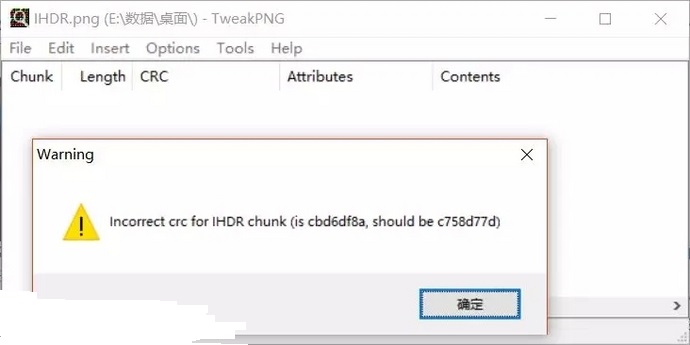 IHDR.png (E:\数据\桌面\) - TweakPNG
File Edit Insert Options Tools Help
Chunk Length CRC Attributes Contents
Warning
Incorrect crc for IHDR chunk (is cbd6df8a, should be c758d77d)
确定